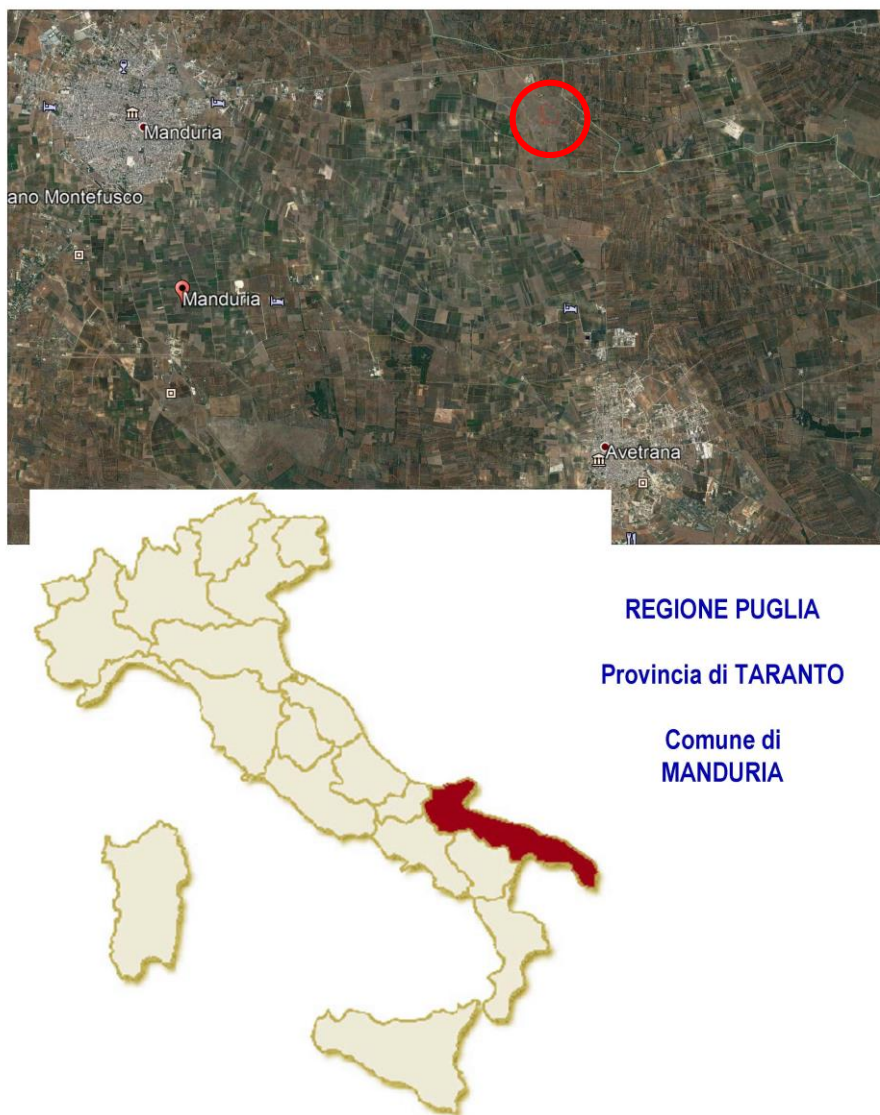 Manduria
ano Montefusco
Manduria
Avetrana
REGIONE PUGLIA
Provincia di TARANTO
Comune di
MANDURIA